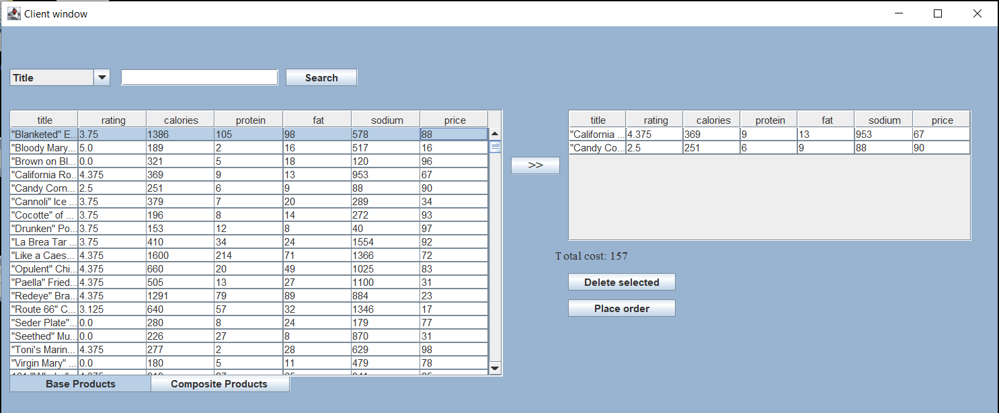 Client window
Title Search
title rating calories protein fat sodium price
"Blanketed" E... 3.75 1386 105 98 578 88
"Bloody Mary... 5.0 189 2 16 517 16
"Brown on Bl... 0.0 321 5 18 120 96
"California Ro... 4.375 369 9 13 953 67
"Candy Corn... 2.5 251 6 9 88 90
"Cannoli" Ice ... 3.75 379 7 20 289 34
"Cocotte" of ... 3.75 196 8 14 272 93
"Drunken" Po... 3.75 153 12 8 40 97
"La Brea Tar ... 3.75 410 34 24 1554 92
"Like a Caes... 4.375 1600 214 71 1366 72
"Opulent" Chi... 4.375 660 20 49 1025 83
"Paella" Fried... 4.375 505 13 27 1100 31
"Redeye" Bra... 4.375 1291 79 89 884 23
"Route 66" C... 3.125 640 57 32 1346 17
"Seder Plate"... 0.0 280 8 24 179 77
"Seethed" Mu... 0.0 226 27 8 870 31
"Toni's Marin... 4.375 277 2 28 629 98
"Virgin Mary" ... 0.0 180 5 11 479 78
Base Products Composite Products
>>
title rating calories protein fat sodium price
"California ... 4.375 369 9 13 953 67
"Candy Co... 2.5 251 6 9 88 90
Total cost: 157
Delete selected
Place order